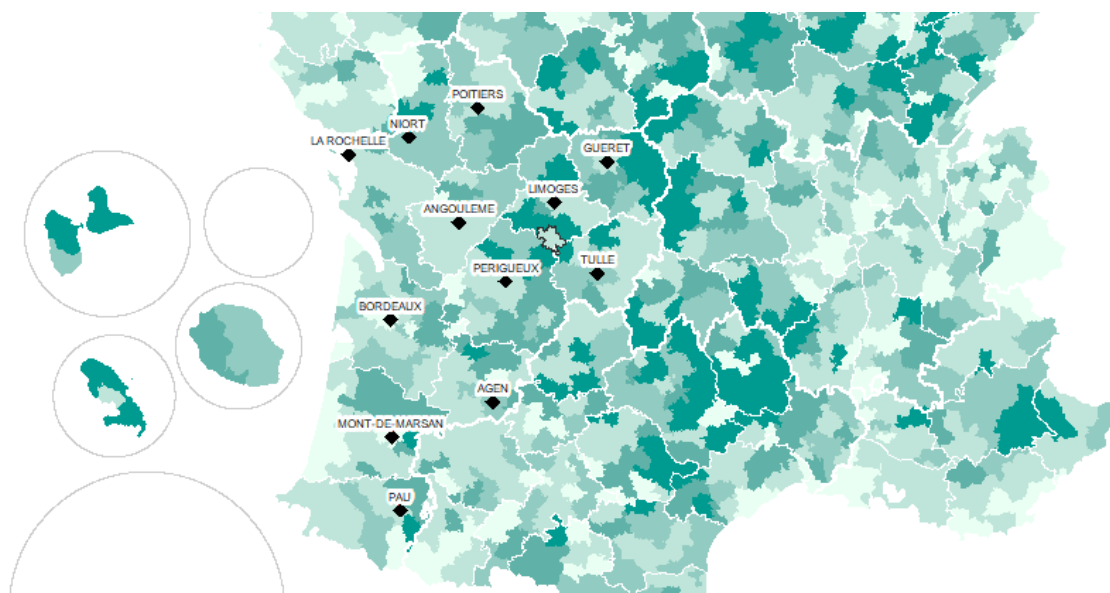 POITIERS
NIORT
LA ROCHELLE
GUERET
LIMOGES
ANGOULEME
PERIGUEUX
TULLE
BORDEAUX
AGEN
MONT-DE-MARSAN
PAU